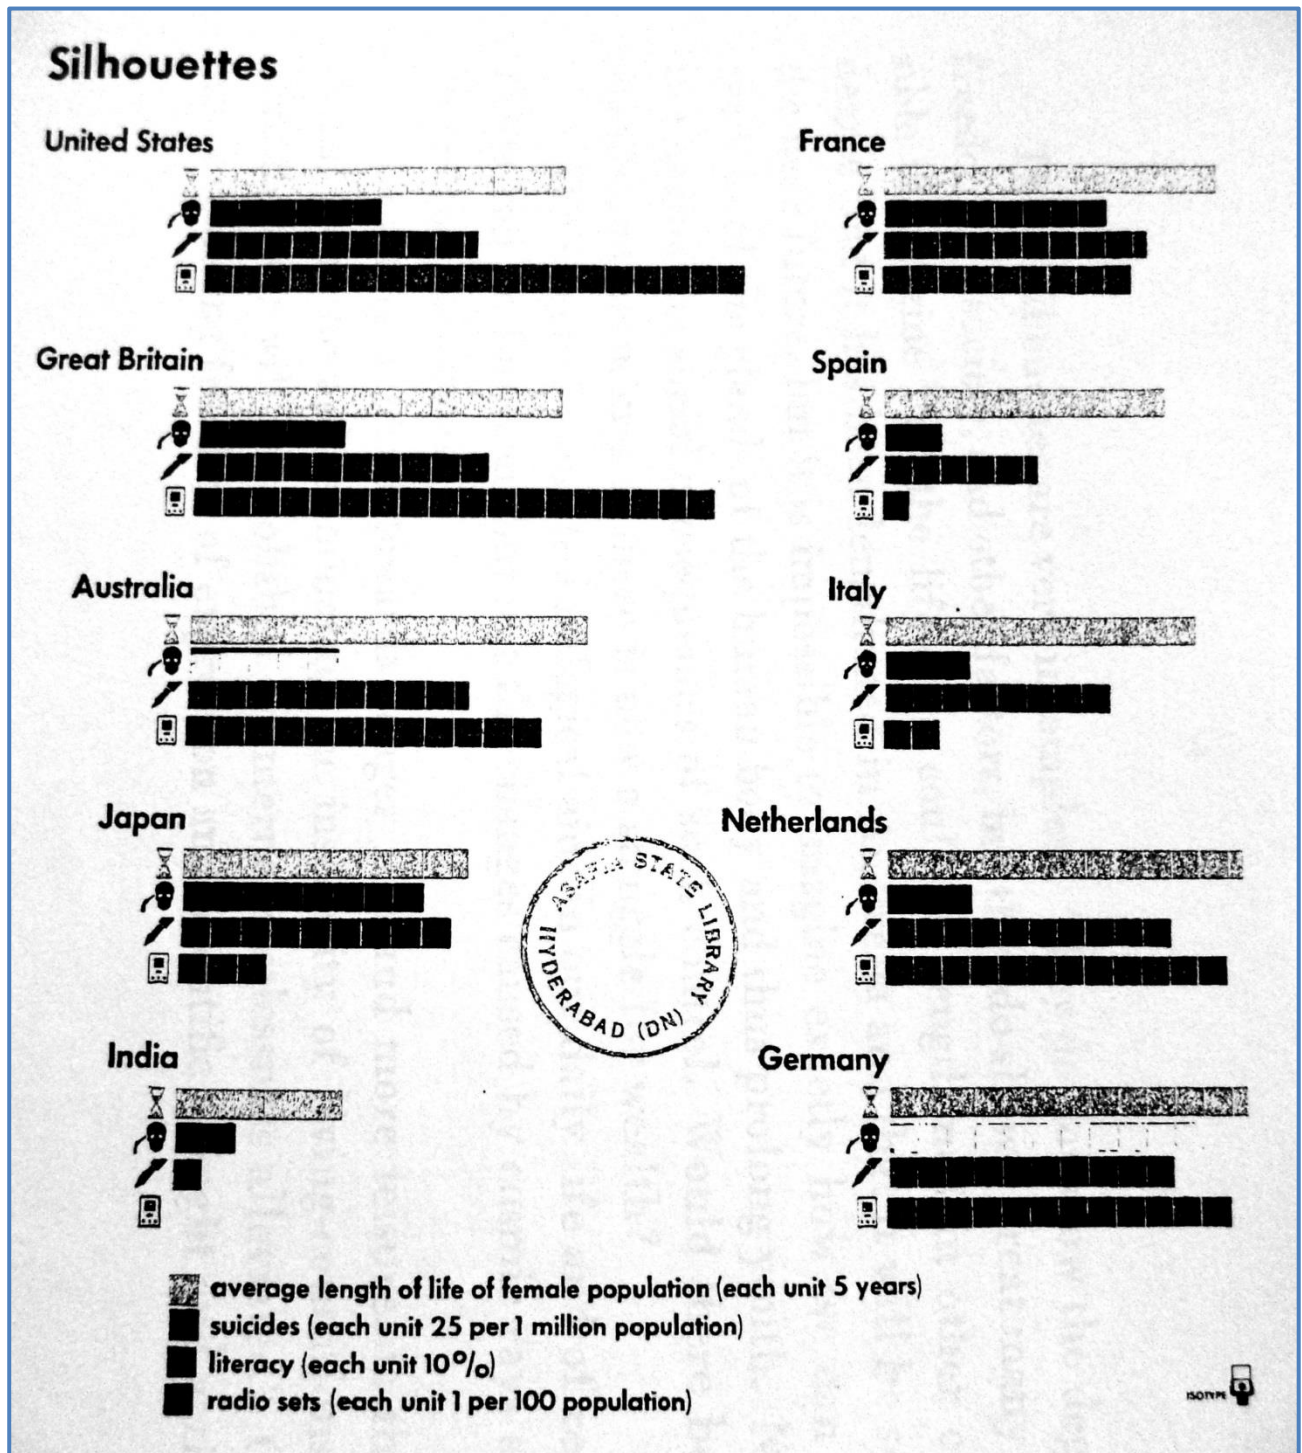 Silhouettes
United States
France
Great Britain
Spain
Australia
Italy
Japan
Netherlands
ASAFIA STATE LIBRARY
HYDERABAD (DN)
India
Germany
average length of life of female population (each unit 5 years)
suicides (each unit 25 per 1 million population)
literacy (each unit 10%)
radio sets (each unit 1 per 100 population)
ISOTYPE